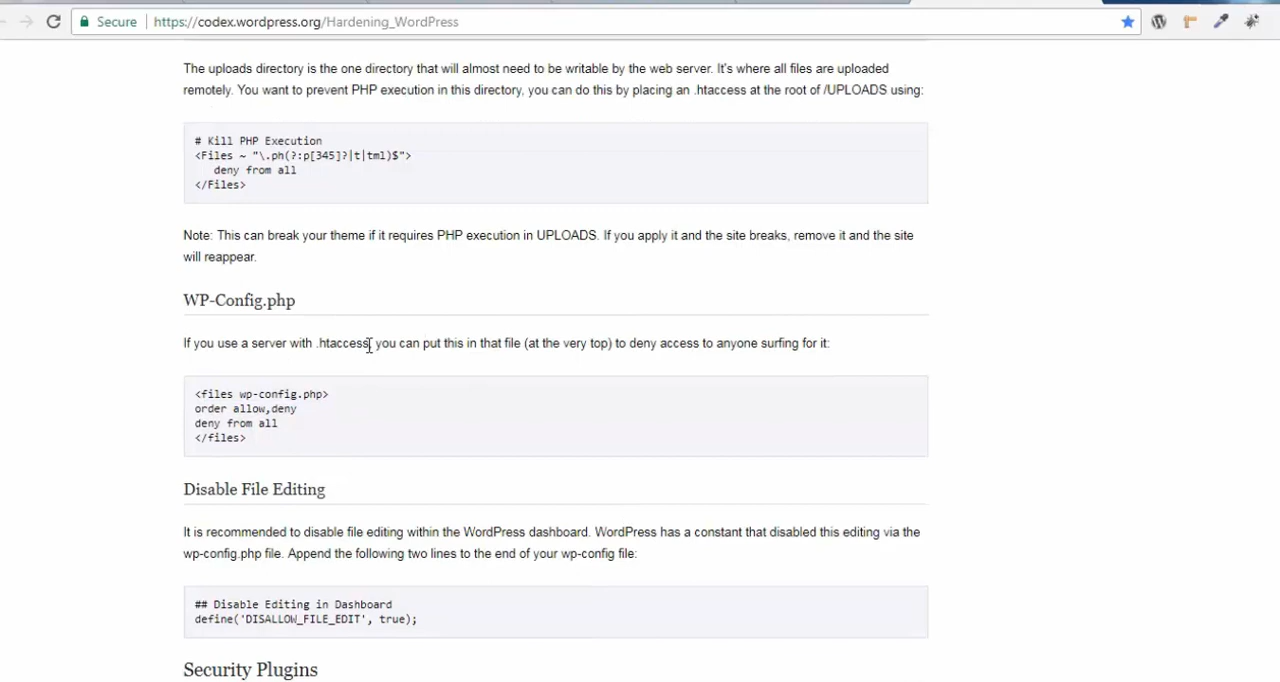 Secure | https://codex.wordpress.org/Hardening_WordPress
The uploads directory is the one directory that will almost need to be writable by the web server. It's where all files are uploaded
remotely. You want to prevent PHP execution in this directory, you can do this by placing an .htaccess at the root of /UPLOADS using:
# Kill PHP Execution
<Files ~ "\.ph(?:p[345]?|t|tml)$">
   deny from all
</Files>
Note: This can break your theme if it requires PHP execution in UPLOADS. If you apply it and the site breaks, remove it and the site
will reappear.
WP-Config.php
If you use a server with .htaccess, you can put this in that file (at the very top) to deny access to anyone surfing for it:
<files wp-config.php>
order allow,deny
deny from all
</files>
Disable File Editing
It is recommended to disable file editing within the WordPress dashboard. WordPress has a constant that disabled this editing via the
wp-config.php file. Append the following two lines to the end of your wp-config file:
## Disable Editing in Dashboard
define('DISALLOW_FILE_EDIT', true);
Security Plugins